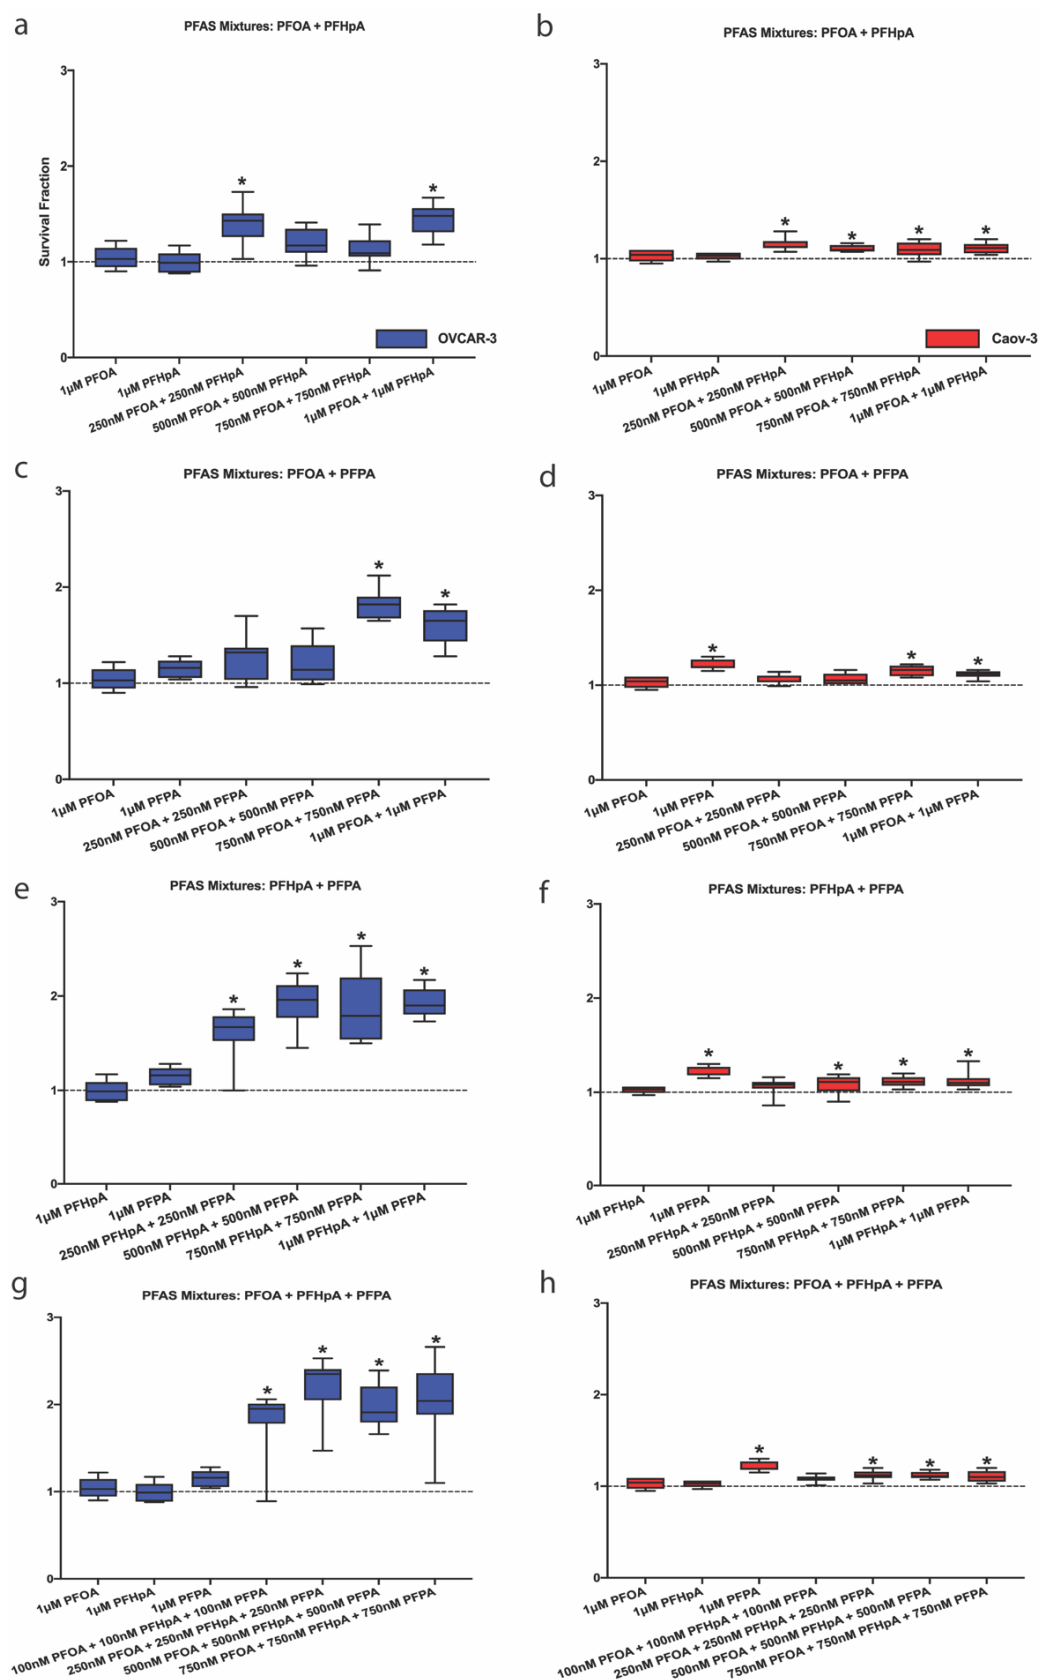 a
PFAS Mixtures: PFOA + PFHpA
3
2
1
0
Survival Fraction
*
*
OVCAR-3
1µM PFOA
1µM PFHpA
250nM PFOA + 250nM PFHpA
500nM PFOA + 500nM PFHpA
750nM PFOA + 750nM PFHpA
1µM PFOA + 1µM PFHpA
b
PFAS Mixtures: PFOA + PFHpA
3
2
1
0
*
*
*
*
Caov-3
1µM PFOA
1µM PFHpA
250nM PFOA + 250nM PFHpA
500nM PFOA + 500nM PFHpA
750nM PFOA + 750nM PFHpA
1µM PFOA + 1µM PFHpA
c
PFAS Mixtures: PFOA + PFPA
3
2
1
0
*
*
1µM PFOA
1µM PFPA
250nM PFOA + 250nM PFPA
500nM PFOA + 500nM PFPA
750nM PFOA + 750nM PFPA
1µM PFOA + 1µM PFPA
d
PFAS Mixtures: PFOA + PFPA
3
2
1
0
*
*
*
1µM PFOA
1µM PFPA
250nM PFOA + 250nM PFPA
500nM PFOA + 500nM PFPA
750nM PFOA + 750nM PFPA
1µM PFOA + 1µM PFPA
e
PFAS Mixtures: PFHpA + PFPA
3
2
1
0
*
*
*
*
1µM PFHpA
1µM PFPA
250nM PFHpA + 250nM PFPA
500nM PFHpA + 500nM PFPA
750nM PFHpA + 750nM PFPA
1µM PFHpA + 1µM PFPA
f
PFAS Mixtures: PFHpA + PFPA
3
2
1
0
*
*
*
*
1µM PFHpA
1µM PFPA
250nM PFHpA + 250nM PFPA
500nM PFHpA + 500nM PFPA
750nM PFHpA + 750nM PFPA
1µM PFHpA + 1µM PFPA
g
PFAS Mixtures: PFOA + PFHpA + PFPA
3
2
1
0
*
*
*
*
1µM PFOA
1µM PFHpA
1µM PFPA
100nM PFOA + 100nM PFHpA + 100nM PFPA
250nM PFOA + 250nM PFHpA + 250nM PFPA
500nM PFOA + 500nM PFHpA + 500nM PFPA
750nM PFOA + 750nM PFHpA + 750nM PFPA
h
PFAS Mixtures: PFOA + PFHpA + PFPA
3
2
1
0
*
*
*
*
1µM PFOA
1µM PFHpA
1µM PFPA
100nM PFOA + 100nM PFHpA + 100nM PFPA
250nM PFOA + 250nM PFHpA + 250nM PFPA
500nM PFOA + 500nM PFHpA + 500nM PFPA
750nM PFOA + 750nM PFHpA + 750nM PFPA